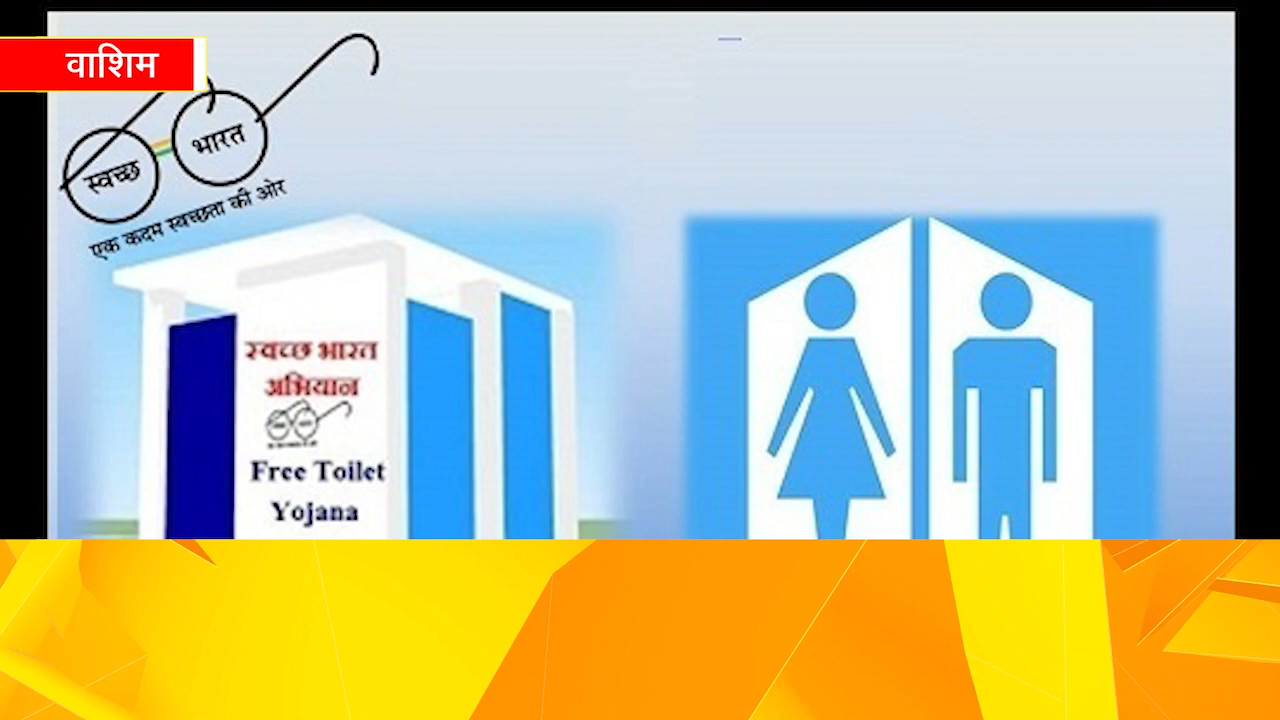 वाशिम
स्वच्छ भारत
एक कदम स्वच्छता की ओर
स्वच्छ भारत
अभियान
Free Toilet
Yojana